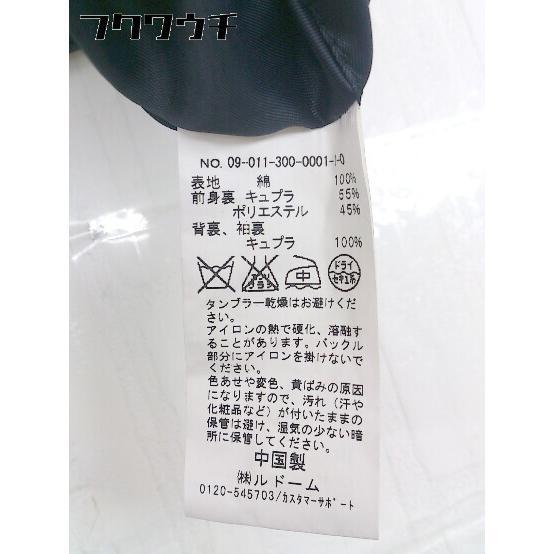 フクワウチ
NO. 09-011-300-0001-1-0
表地 綿 100%
前身裏 キュプラ 55%
ポリエステル 45%
背裏、袖裏
キュプラ 100%
ドライ
セキユ系
タンブラー乾燥はお避けくだ
さい。
アイロンの熱で硬化、溶融す
ることがあります。バックル
部分にアイロンを掛けないで
ください。
色あせや変色、黄ばみの原因
になりますので、汚れ（汗や
化粧品など）が付いたままの
保管は避け、湿気の少ない暗
所に保管してください。
中国製
㈱ルドーム
0120-545703/カスタマーサポート